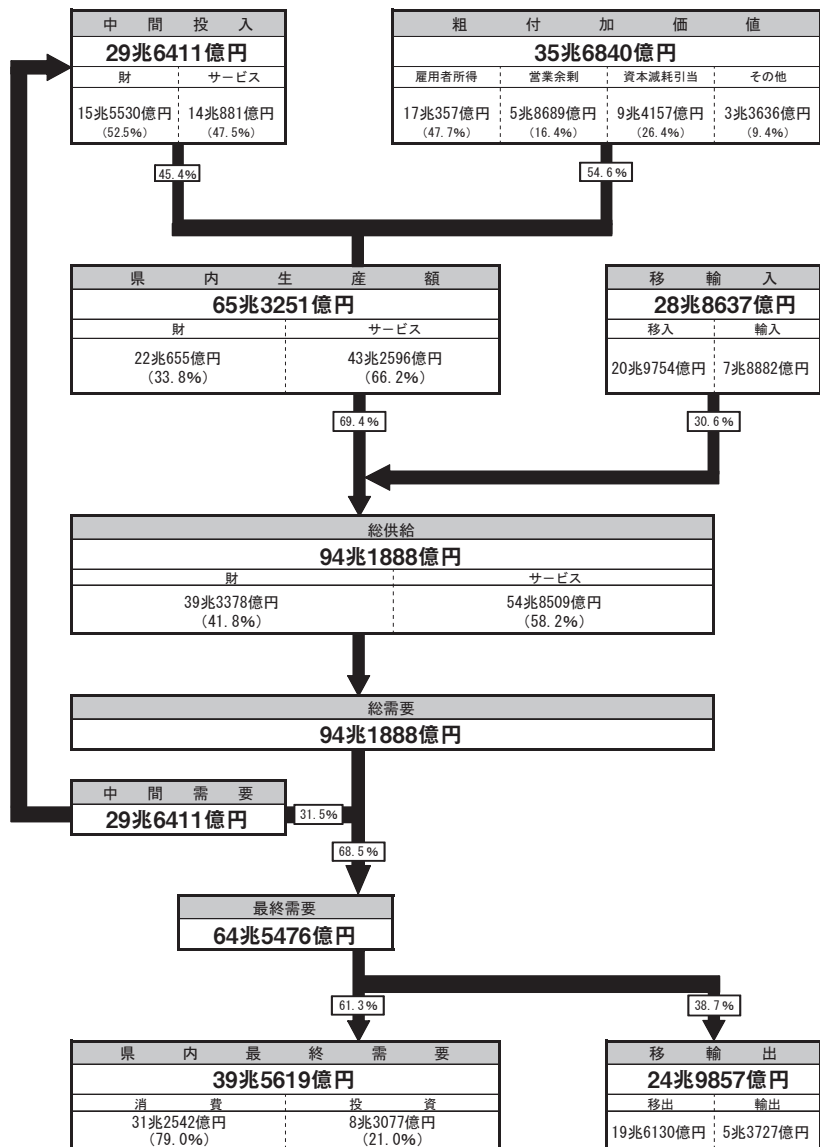 中間投入
29兆6411億円
財 サービス
15兆5530億円 14兆881億円
(52.5%) (47.5%)
粗付加価値
35兆6840億円
雇用者所得 営業余剰 資本減耗引当 その他
17兆357億円 5兆8689億円 9兆4157億円 3兆3636億円
(47.7%) (16.4%) (26.4%) (9.4%)
45.4% 54.6%
県内生産額
65兆3251億円
財 サービス
22兆655億円 43兆2596億円
(33.8%) (66.2%)
移輸入
28兆8637億円
移入 輸入
20兆9754億円 7兆8882億円
69.4% 30.6%
総供給
94兆1888億円
財 サービス
39兆3378億円 54兆8509億円
(41.8%) (58.2%)
総需要
94兆1888億円
中間需要
29兆6411億円
31.5%
68.5%
最終需要
64兆5476億円
61.3% 38.7%
県内最終需要
39兆5619億円
消費 投資
31兆2542億円 8兆3077億円
(79.0%) (21.0%)
移輸出
24兆9857億円
移出 輸出
19兆6130億円 5兆3727億円